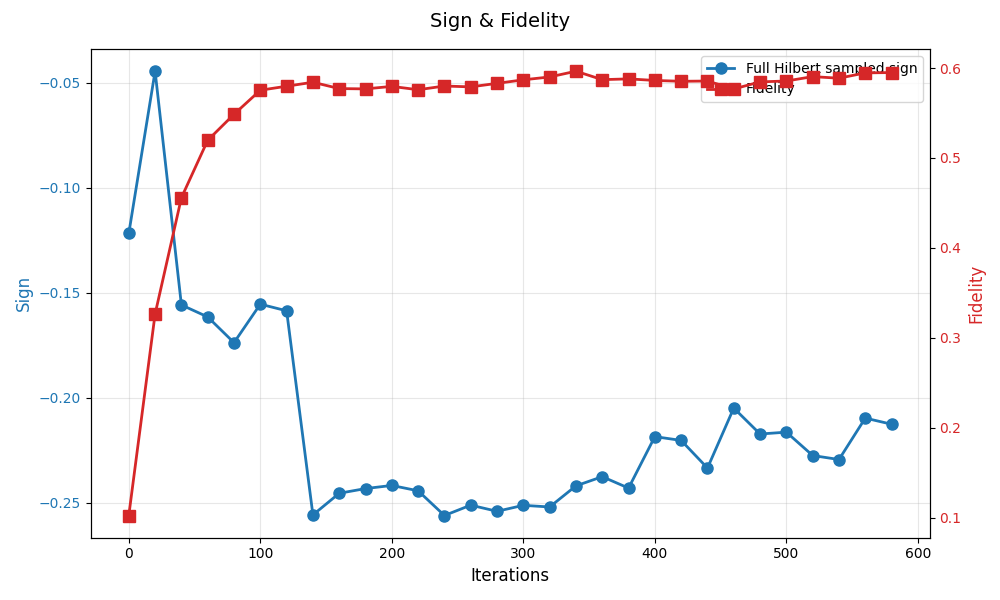 Sign & Fidelity
Full Hilbert sampled sign
Fidelity
−0.05
−0.10
−0.15
−0.20
−0.25
Sign
0.6
0.5
0.4
0.3
0.2
0.1
Fidelity
0 100 200 300 400 500 600
Iterations